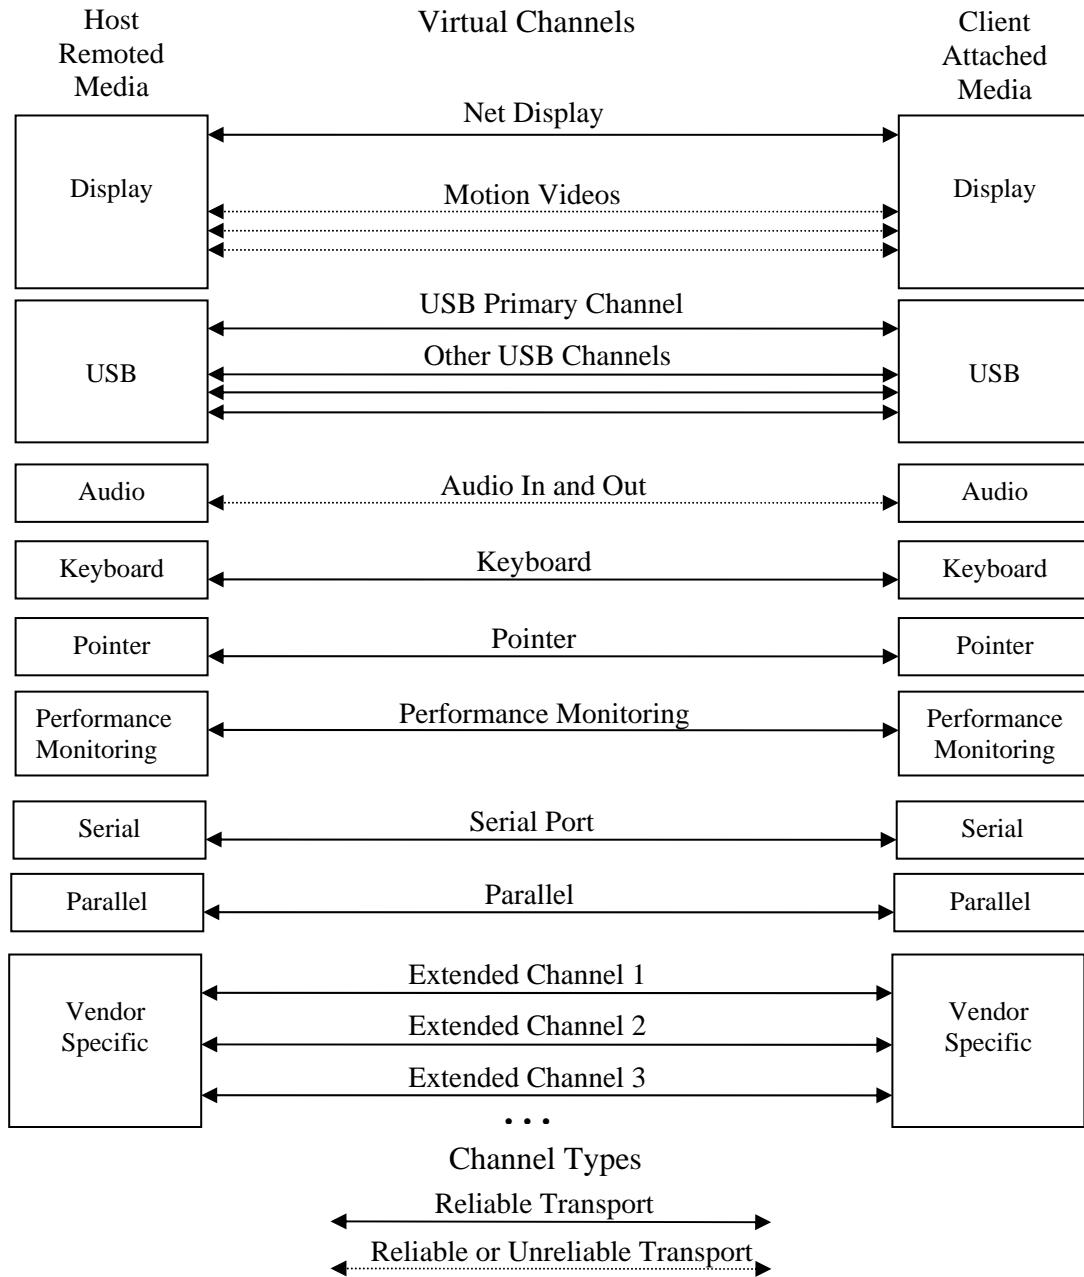 Host
Remoted
Media
Virtual Channels
Client
Attached
Media
Net Display
Display
Motion Videos
Display
USB Primary Channel
USB
Other USB Channels
USB
Audio
Audio In and Out
Audio
Keyboard
Keyboard
Keyboard
Pointer
Pointer
Pointer
Performance
Monitoring
Performance Monitoring
Performance
Monitoring
Serial
Serial Port
Serial
Parallel
Parallel
Parallel
Vendor
Specific
Extended Channel 1
Extended Channel 2
Extended Channel 3
. . .
Vendor
Specific
Channel Types
Reliable Transport
Reliable or Unreliable Transport